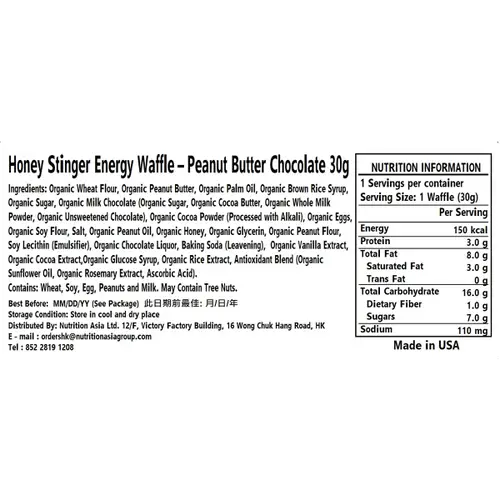 Honey Stinger Energy Waffle – Peanut Butter Chocolate 30g
Ingredients: Organic Wheat Flour, Organic Peanut Butter, Organic Palm Oil, Organic Brown Rice Syrup,
Organic Sugar, Organic Milk Chocolate (Organic Sugar, Organic Cocoa Butter, Organic Whole Milk
Powder, Organic Unsweetened Chocolate), Organic Cocoa Powder (Processed with Alkali), Organic Eggs,
Organic Soy Flour, Salt, Organic Peanut Oil, Organic Honey, Organic Glycerin, Organic Peanut Flour,
Soy Lecithin (Emulsifier), Organic Chocolate Liquor, Baking Soda (Leavening), Organic Vanilla Extract,
Organic Cocoa Extract,Organic Glucose Syrup, Organic Rice Extract, Antioxidant Blend (Organic
Sunflower Oil, Organic Rosemary Extract, Ascorbic Acid).
Contains: Wheat, Soy, Egg, Peanuts and Milk. May Contain Tree Nuts.
Best Before: MM/DD/YY (See Package) 此日期前最佳: 月/日/年
Storage Condition: Store in cool and dry place
Distributed By: Nutrition Asia Ltd. 12/F, Victory Factory Building, 16 Wong Chuk Hang Road, HK
E - mail : ordershk@nutritionasiagroup.com
Tel : 852 2819 1208
NUTRITION INFORMATION
1 Servings per container
Serving Size: 1 Waffle (30g)
Per Serving
Energy 150 kcal
Protein 3.0 g
Total Fat 8.0 g
Saturated Fat 3.0 g
Trans Fat 0 g
Total Carbohydrate 16.0 g
Dietary Fiber 1.0 g
Sugars 7.0 g
Sodium 110 mg
Made in USA